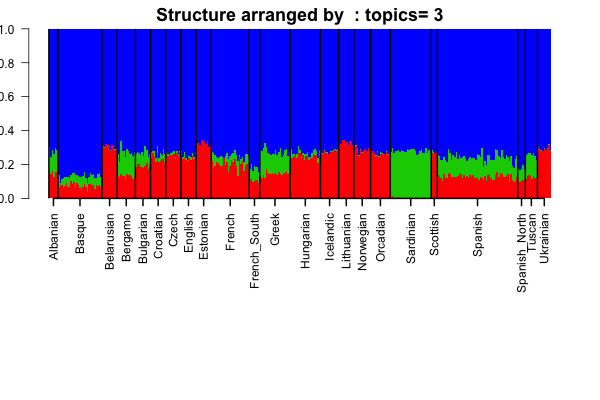 Structure arranged by : topics= 3
1.0
0.8
0.6
0.4
0.2
0.0
Albanian
Basque
Belarusian
Bergamo
Bulgarian
Croatian
Czech
English
Estonian
French
French_South
Greek
Hungarian
Icelandic
Lithuanian
Norwegian
Orcadian
Sardinian
Scottish
Spanish
Spanish_North
Tuscan
Ukrainian